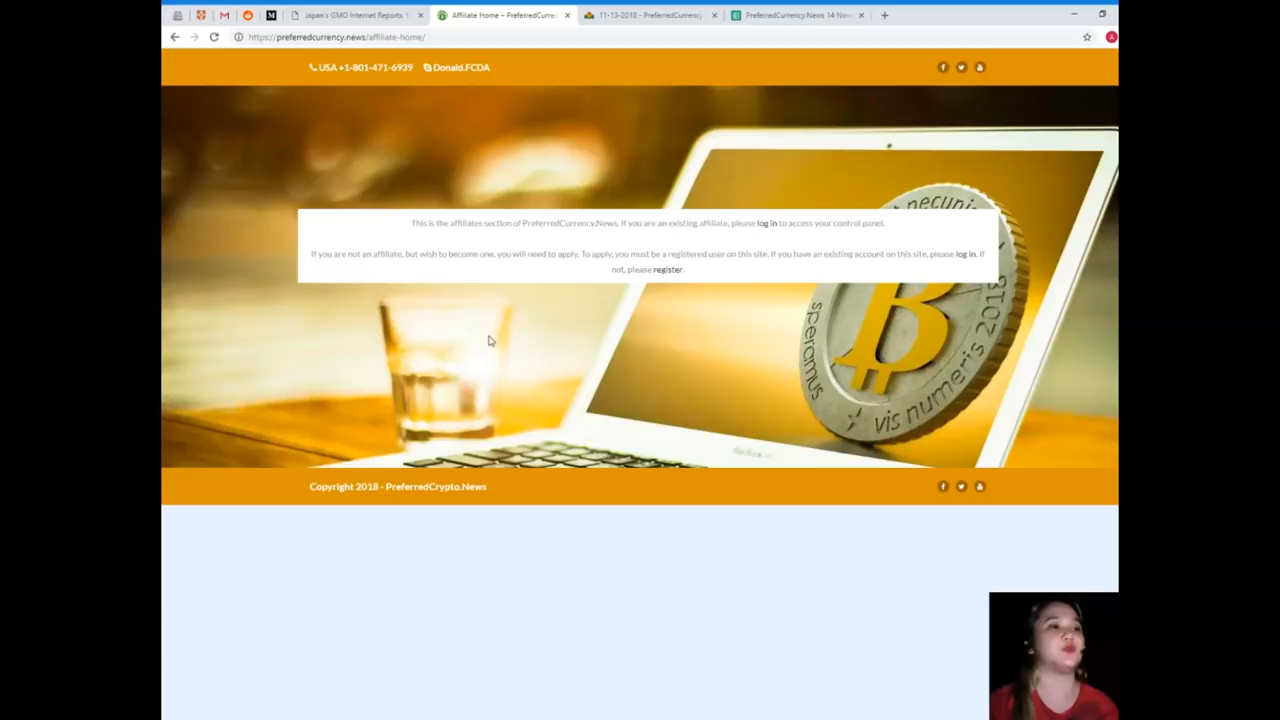 Japan's GMO Internet Reports
Affiliate Home – PreferredCurre
11-13-2018 - PreferredCurrency
PreferredCurrency.News 14 Nov
https://preferredcurrency.news/affiliate-home/
USA +1-801-471-6939
Donald.FCDA
This is the affiliates section of PreferredCurrency.News. If you are an existing affiliate, please log in to access your control panel.
If you are not an affiliate, but wish to become one, you will need to apply. To apply, you must be a registered user on this site. If you have an existing account on this site, please log in. If
not, please register.
necunia
B
speramus
vis numeris 2018
Copyright 2018 - PreferredCrypto.News